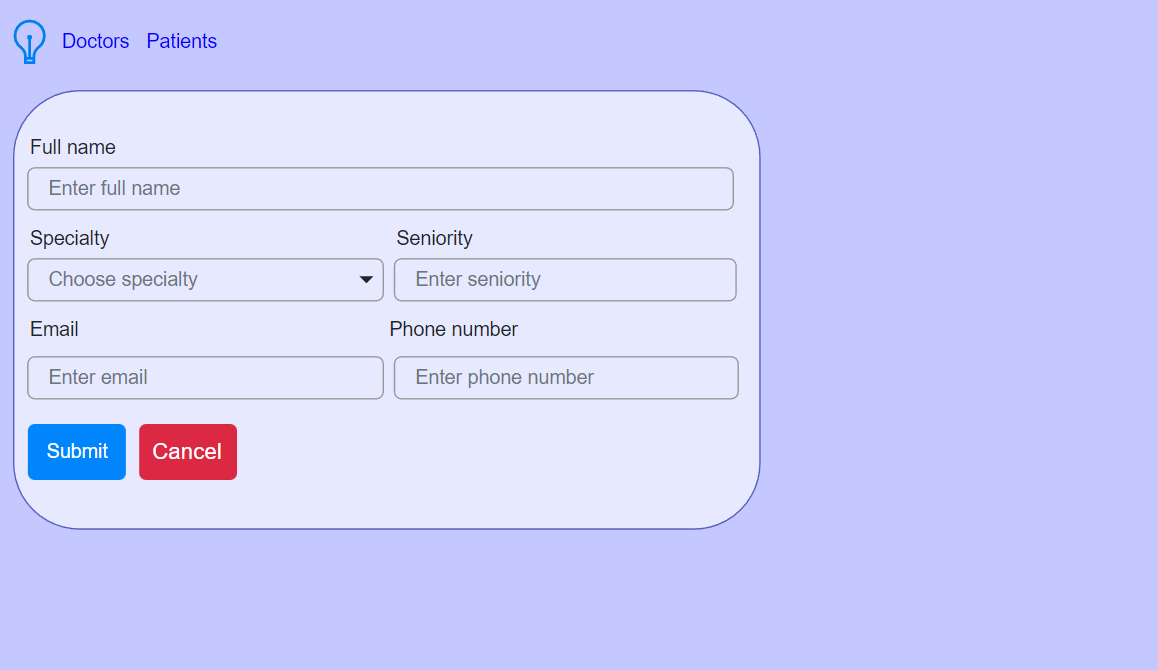 Doctors Patients
Full name
Enter full name
Specialty Seniority
Choose specialty Enter seniority
Email Phone number
Enter email Enter phone number
Submit Cancel